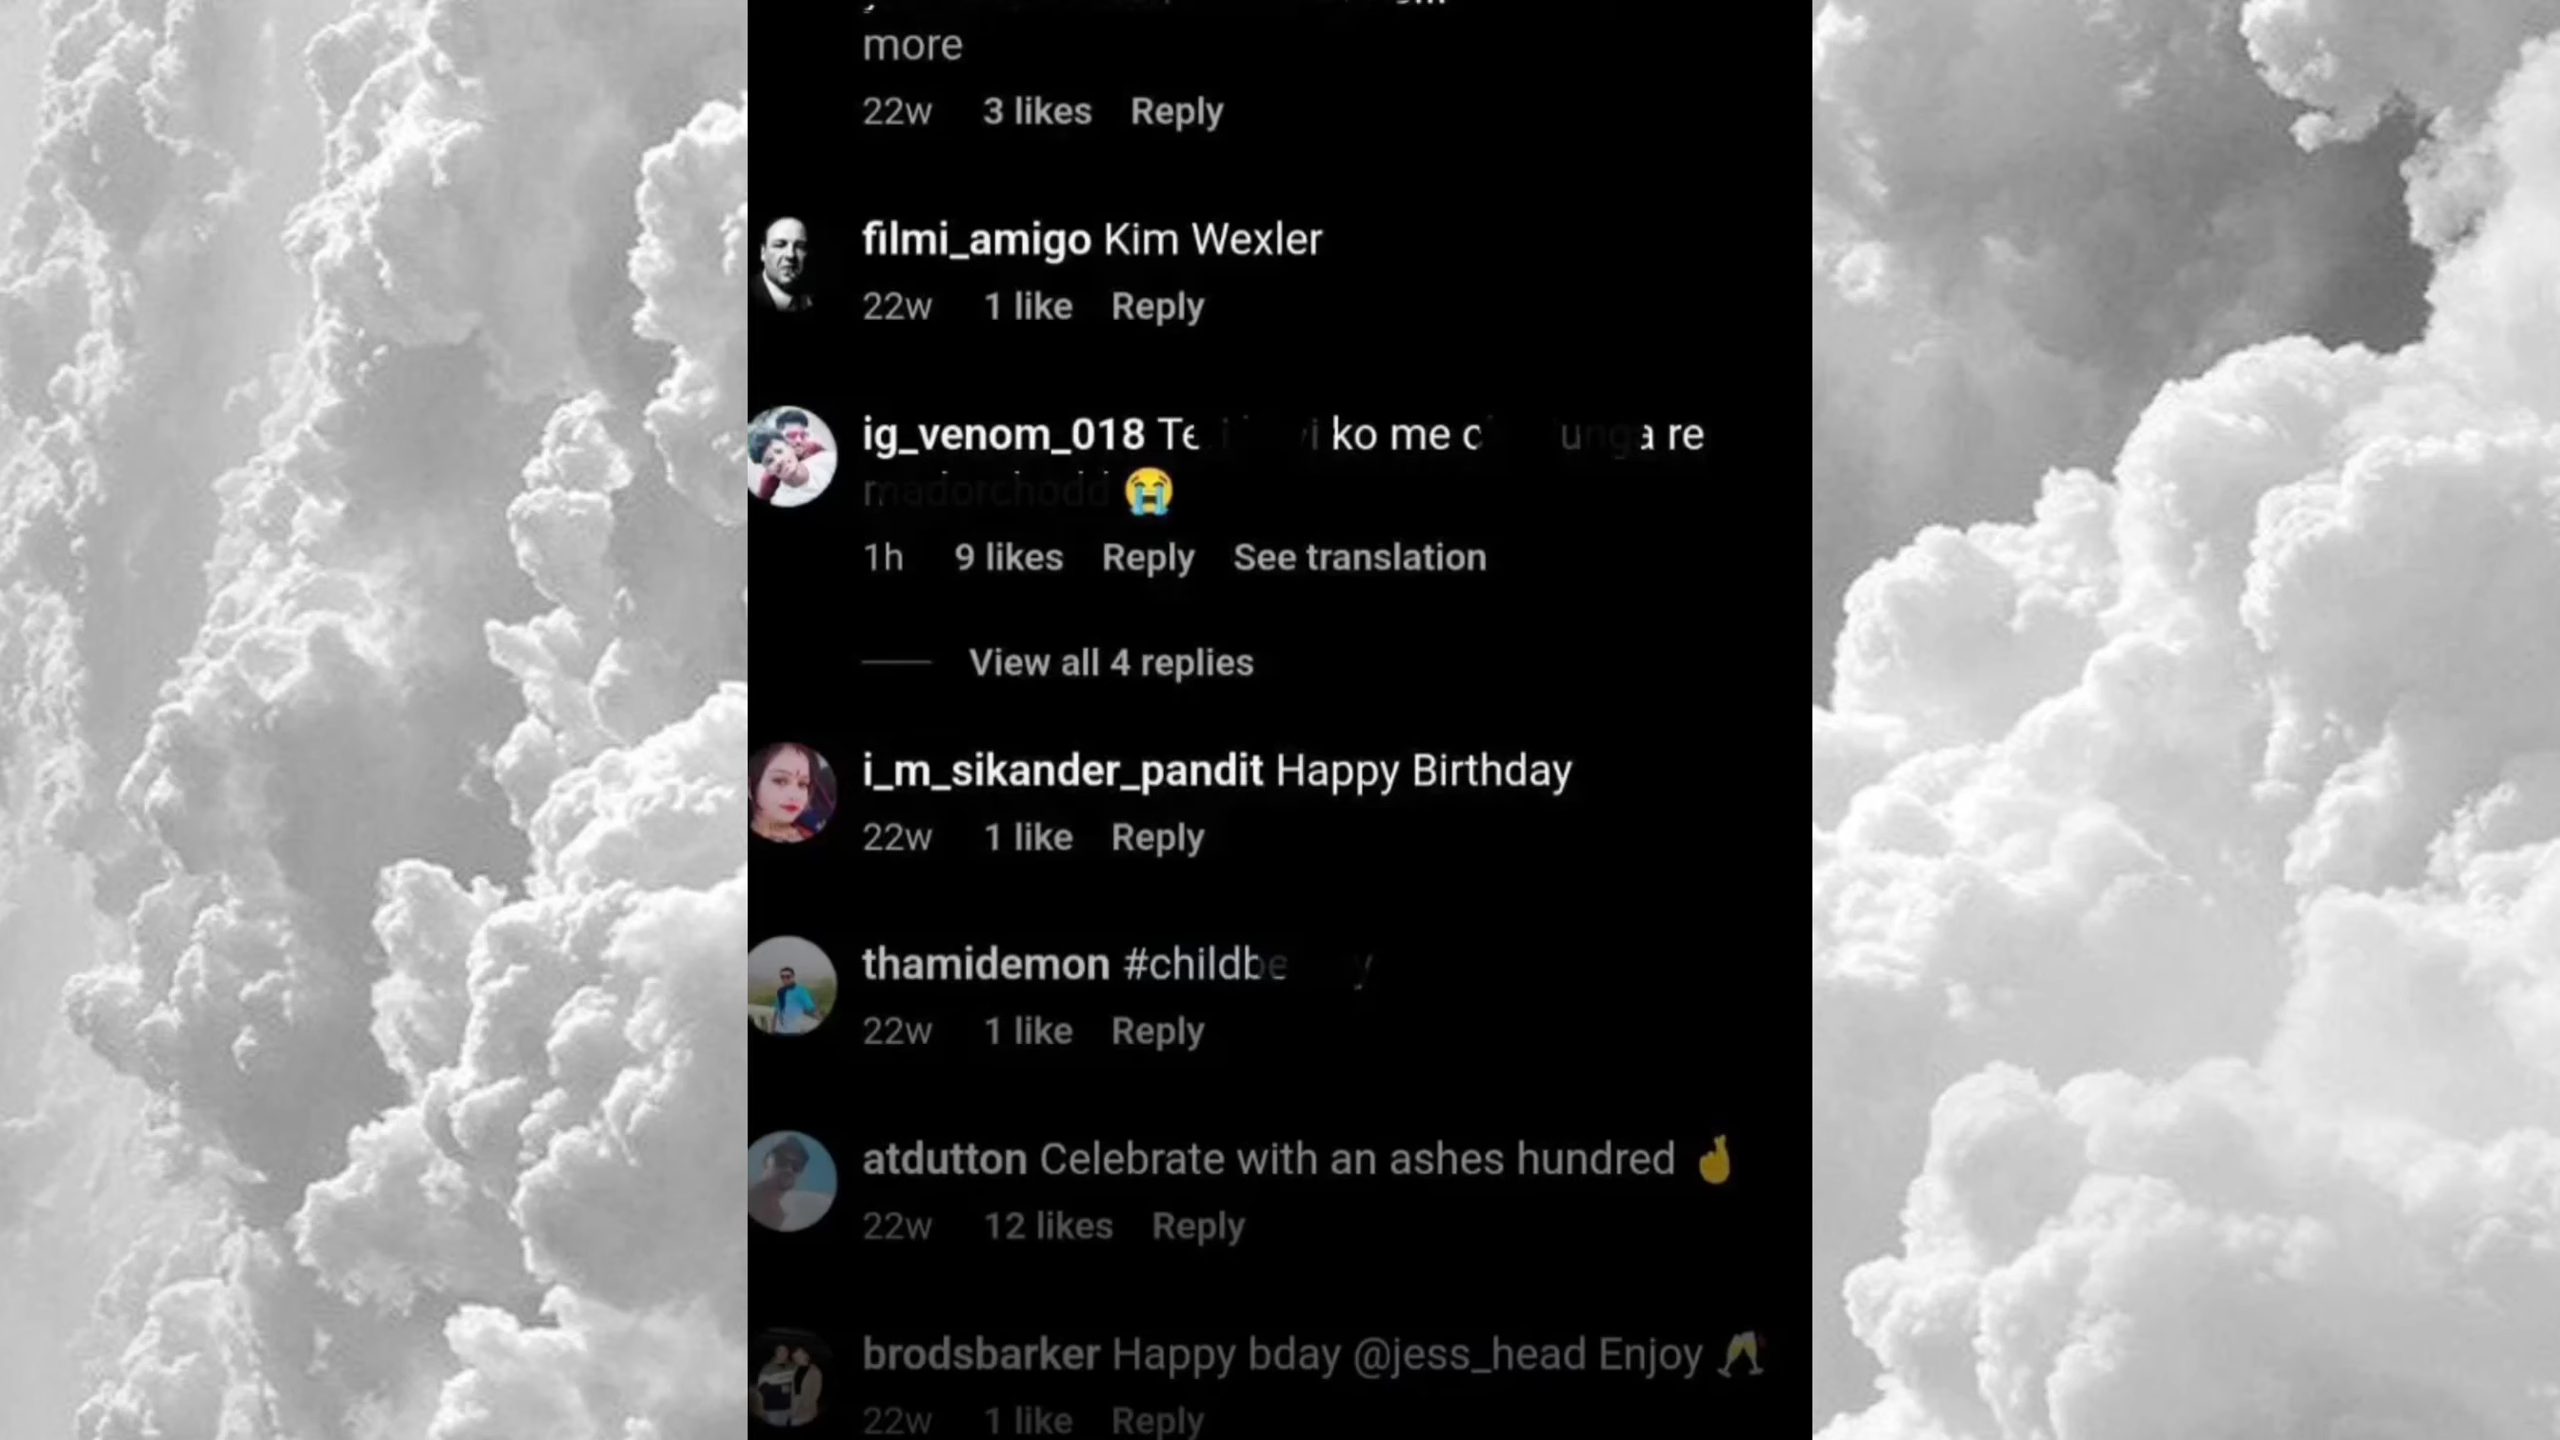 more
22w 3 likes Reply
filmi_amigo Kim Wexler
22w 1 like Reply
ig_venom_018 ko me re
😭
1h 9 likes Reply See translation
View all 4 replies
i_m_sikander_pandit Happy Birthday
22w 1 like Reply
thamidemon
22w 1 like Reply
atdutton Celebrate with an ashes hundred 🤞
22w 12 likes Reply
brodsbarker Happy bday @jess_head Enjoy 🥂
22w 1 like Reply